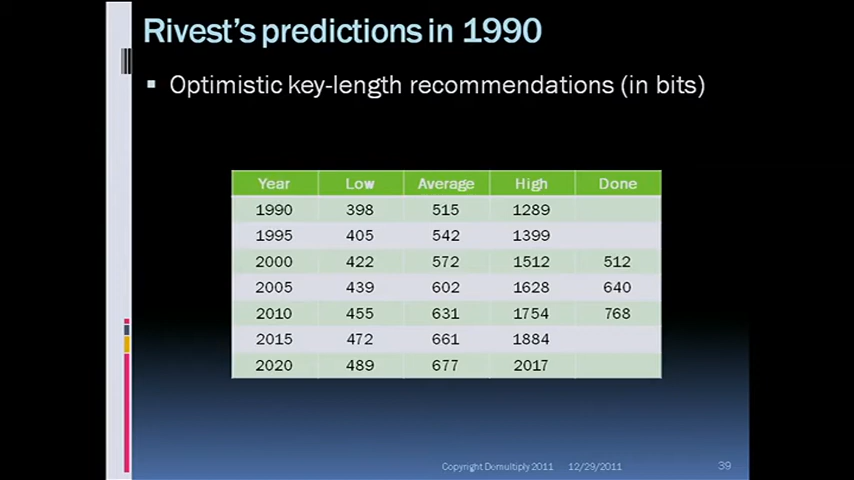 Rivest's predictions in 1990
▪ Optimistic key-length recommendations (in bits)
Year Low Average High Done
1990 398 515 1289
1995 405 542 1399
2000 422 572 1512 512
2005 439 602 1628 640
2010 455 631 1754 768
2015 472 661 1884
2020 489 677 2017
Copyright Domultiply 2011 12/29/2011 39